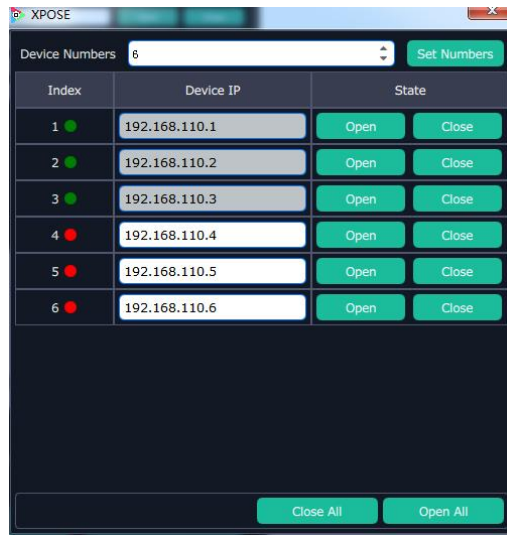 XPOSE
Device Numbers 6 Set Numbers
Index Device IP State
1 192.168.110.1 Open Close
2 192.168.110.2 Open Close
3 192.168.110.3 Open Close
4 192.168.110.4 Open Close
5 192.168.110.5 Open Close
6 192.168.110.6 Open Close
Close All Open All